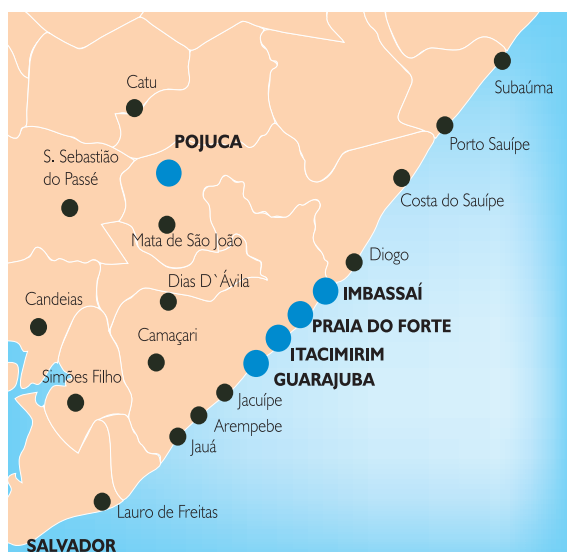 Subaúma
Catu
POJUCA
Porto Sauípe
S. Sebastião
do Passé
Costa do Sauípe
Mata de São João
Diogo
Dias D`Ávila
IMBASSAÍ
Candeias
PRAIA DO FORTE
Camaçari
ITACIMIRIM
Simões Filho
GUARAJUBA
Jacuípe
Arempebe
Jauá
Lauro de Freitas
SALVADOR